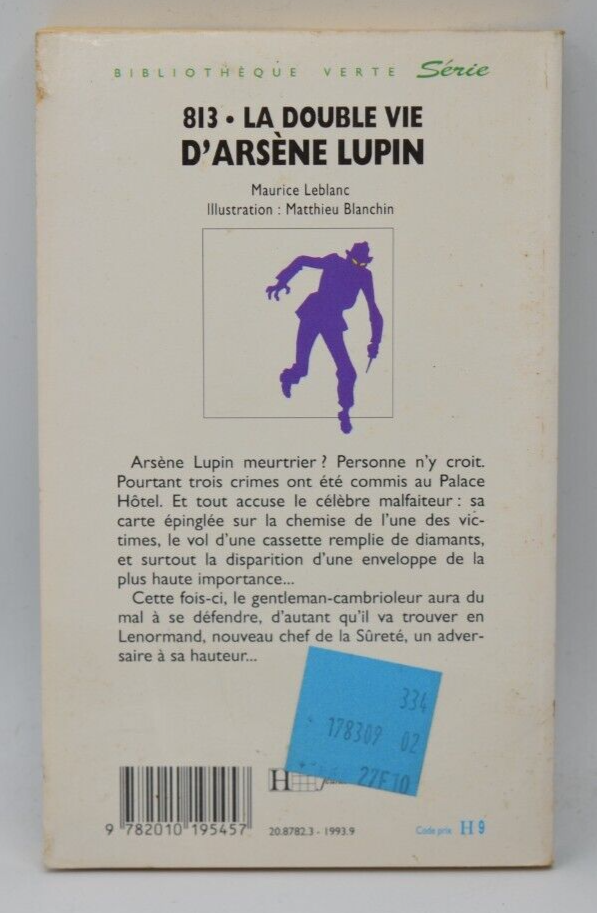 BIBLIOTHÈQUE VERTE Série
813 • LA DOUBLE VIE
D'ARSÈNE LUPIN
Maurice Leblanc
Illustration : Matthieu Blanchin
Arsène Lupin meurtrier ? Personne n'y croit.
Pourtant trois crimes ont été commis au Palace
Hôtel. Et tout accuse le célèbre malfaiteur : sa
carte épinglée sur la chemise de l'une des vic-
times, le vol d'une cassette remplie de diamants,
et surtout la disparition d'une enveloppe de la
plus haute importance...
Cette fois-ci, le gentleman-cambrioleur aura du
mal à se défendre, d'autant qu'il va trouver en
Lenormand, nouveau chef de la Sûreté, un adver-
saire à sa hauteur...
334
178309 02
22F10
H
9 782010 195457
20.8782.3 - 1993.9
Code prix H 9